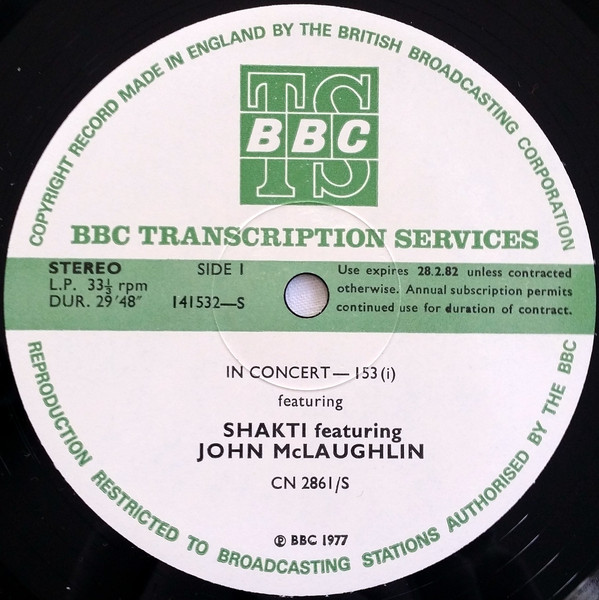 COPYRIGHT RECORD MADE IN ENGLAND BY THE BRITISH BROADCASTING CORPORATION
TS
BBC
BBC TRANSCRIPTION SERVICES
STEREO SIDE 1
L.P. 33⅓ rpm
DUR. 29′48″ 141532—S
Use expires 28.2.82 unless contracted
otherwise. Annual subscription permits
continued use for duration of contract.
IN CONCERT—153(i)
featuring
SHAKTI featuring
JOHN McLAUGHLIN
CN 2861/S
℗ BBC 1977
REPRODUCTION RESTRICTED TO BROADCASTING STATIONS AUTHORISED BY THE BBC